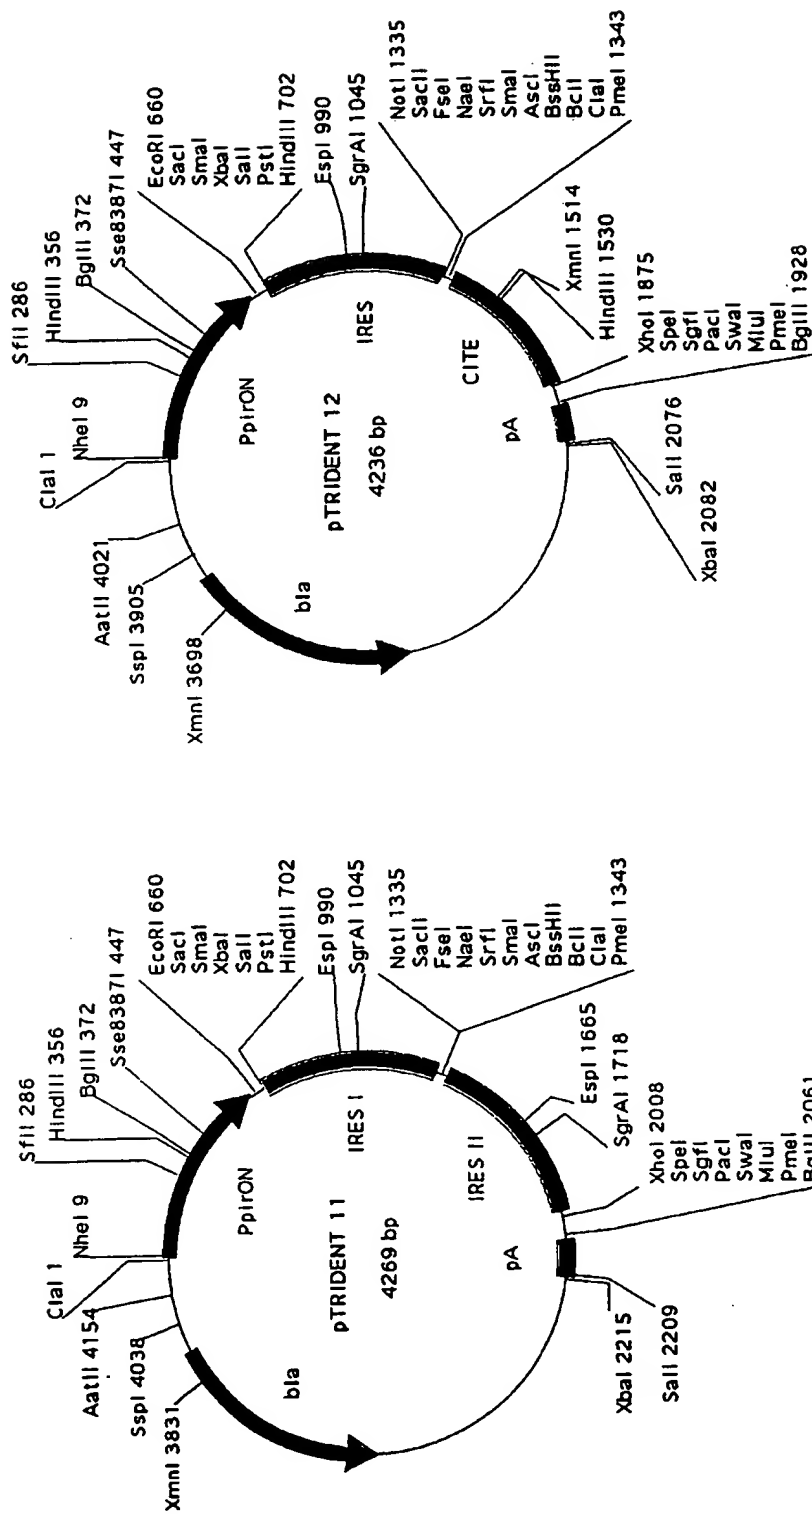 ClaI 1
NheI 9
SfiI 286
HindIII 356
BglII 372
Sse8387I 447
EcoRI 660
SacI
SmaI
XbaI
SalI
PstI
HindIII 702
EspI 990
SgrAI 1045
NotI 1335
SacII
FseI
NaeI
SrfI
SmaI
AscI
BssHII
BclI
ClaI
PmeI 1343
EspI 1665
SgrAI 1718
XhoI 2008
SpeI
SgfI
PacI
SwaI
MluI
PmeI
BglII 2061
XbaI 2215
SalI 2209
AatII 4154
SspI 4038
XmnI 3831
PpirON
IRES I
IRES II
pA
bla
pTRIDENT 11
4269 bp
ClaI 1
NheI 9
SfiI 286
HindIII 356
BglII 372
Sse8387I 447
EcoRI 660
SacI
SmaI
XbaI
SalI
PstI
HindIII 702
EspI 990
SgrAI 1045
NotI 1335
SacII
FseI
NaeI
SrfI
SmaI
AscI
BssHII
BclI
ClaI
PmeI 1343
XmnI 1514
HindIII 1530
XhoI 1875
SpeI
SgfI
PacI
SwaI
MluI
PmeI
BglII 1928
SalI 2076
XbaI 2082
AatII 4021
SspI 3905
XmnI 3698
PpirON
IRES
CITE
pA
bla
pTRIDENT 12
4236 bp